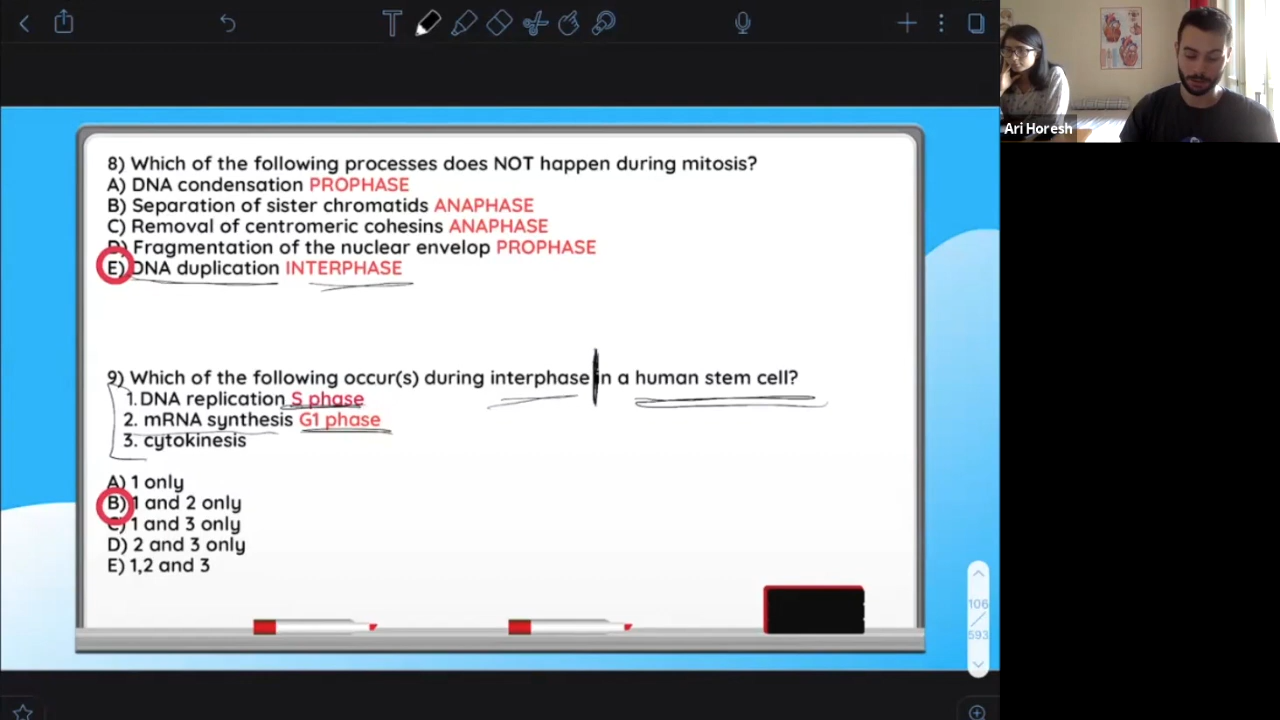 Ari Horesh
8) Which of the following processes does NOT happen during mitosis?
A) DNA condensation PROPHASE
B) Separation of sister chromatids ANAPHASE
C) Removal of centromeric cohesins ANAPHASE
D) Fragmentation of the nuclear envelop PROPHASE
E) DNA duplication INTERPHASE
9) Which of the following occur(s) during interphase in a human stem cell?
1. DNA replication S phase
2. mRNA synthesis G1 phase
3. cytokinesis
A) 1 only
B) 1 and 2 only
C) 1 and 3 only
D) 2 and 3 only
E) 1,2 and 3
106
593